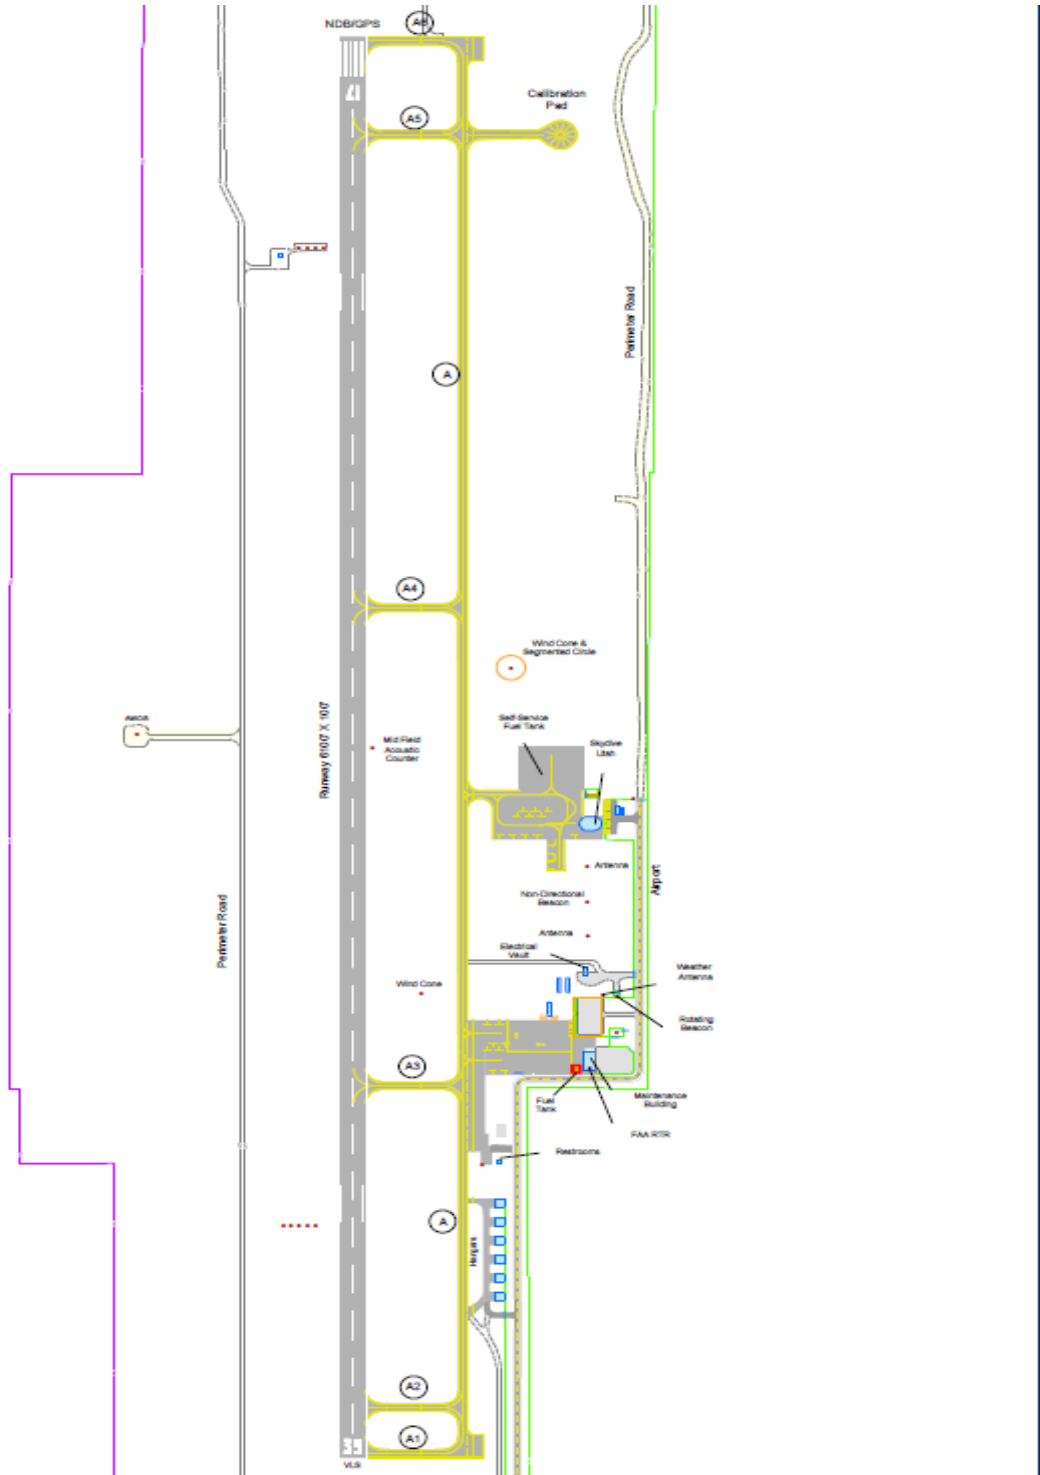 NDB/GPS
A6
17
Calibration
Pad
A5
Perimeter Road
A
A4
Wind Cone &
Segmented Circle
Self-Service
Fuel Tank
Skydive
Utah
AWOS
Runway 6100' X 100'
Mid Field
Acoustic
Counter
Antenna
Airport
Non-Directional
Beacon
Perimeter Road
Antenna
Electrical
Vault
Weather
Antenna
Wind Cone
Rotating
Beacon
A3
Fuel
Tank
Maintenance
Building
FAA RTR
Restrooms
A
Hangars
A2
A1
35
VLS